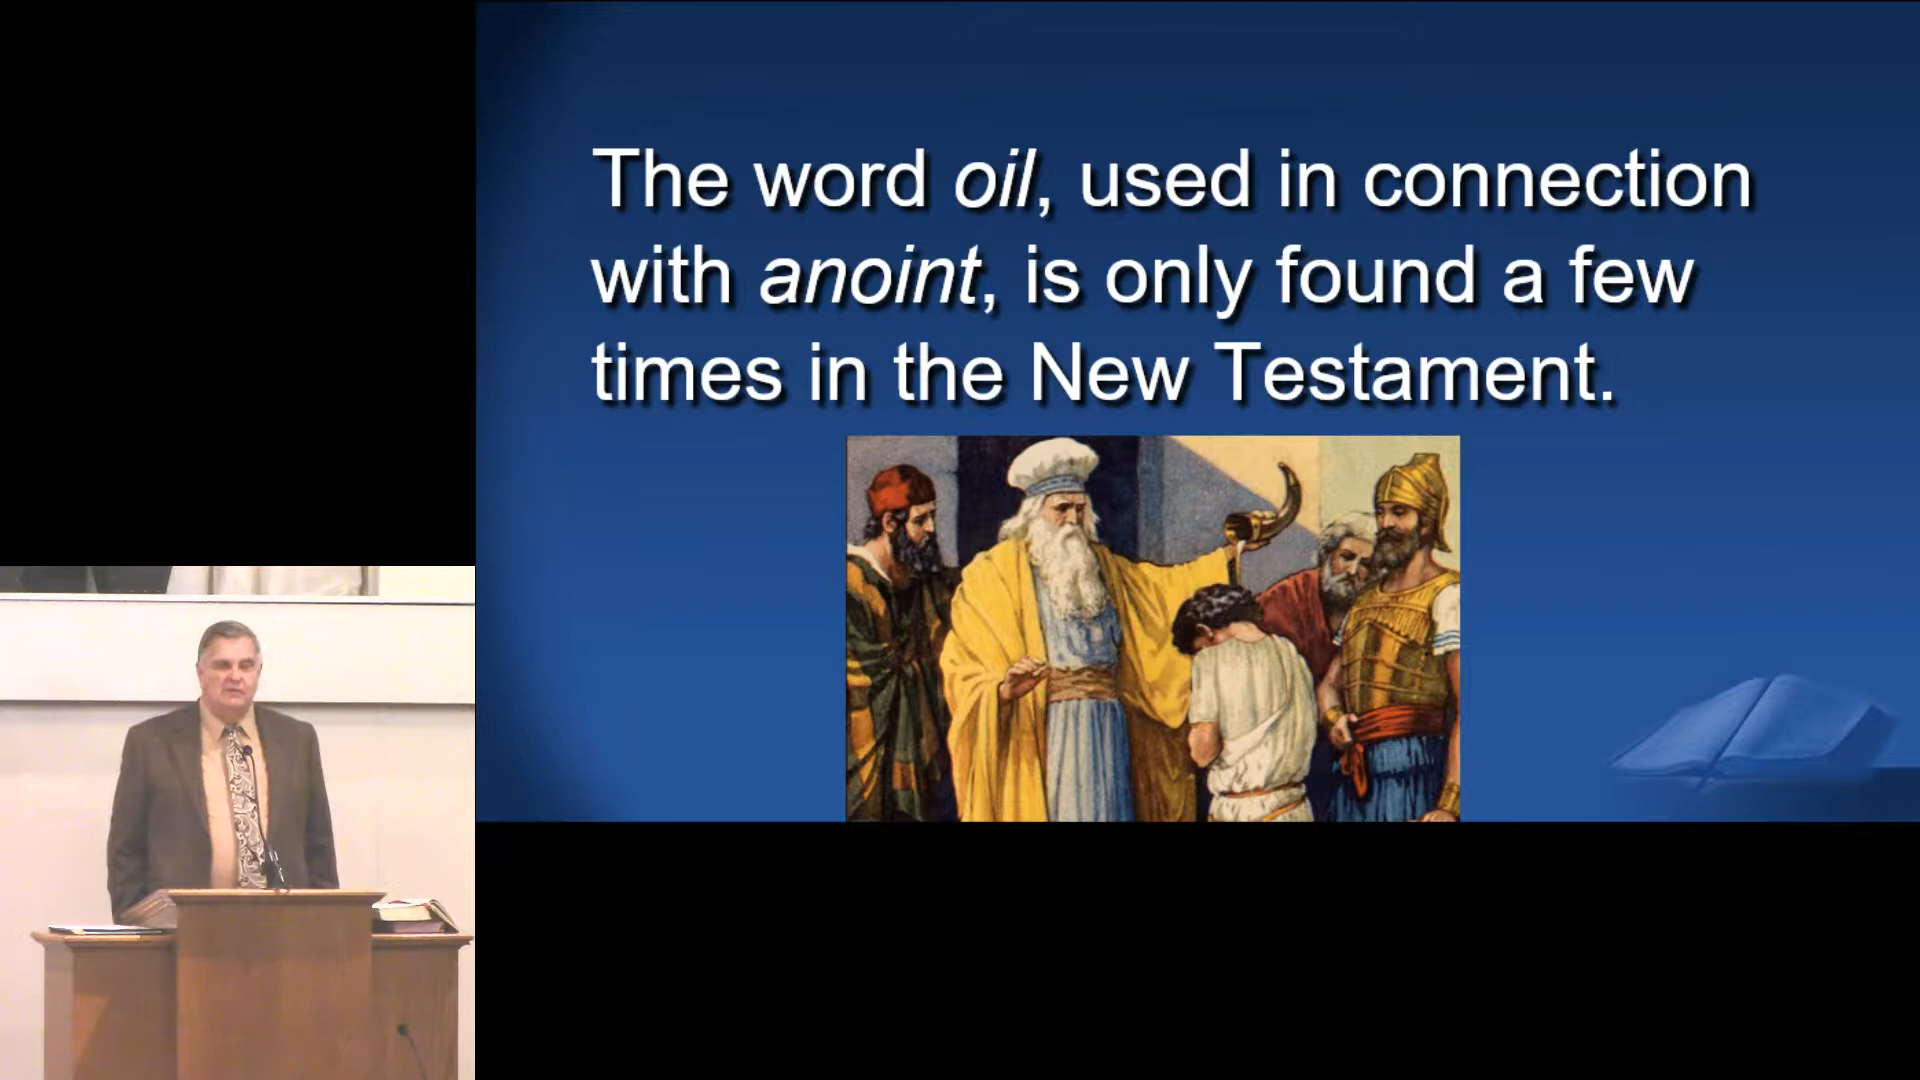 The word oil, used in connection
with anoint, is only found a few
times in the New Testament.